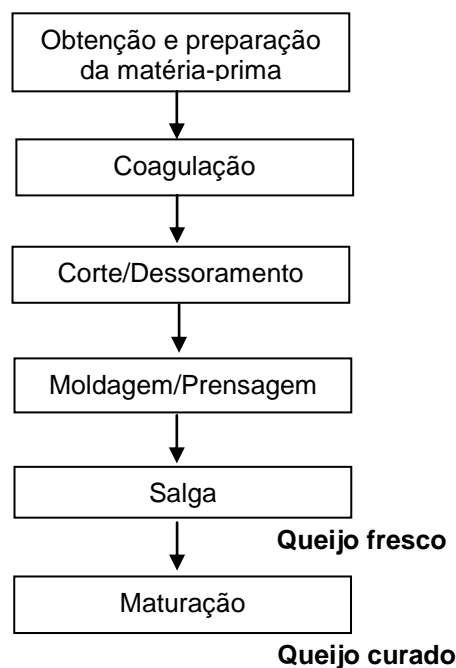 Obtenção e preparação
da matéria-prima
Coagulação
Corte/Dessoramento
Moldagem/Prensagem
Salga
Queijo fresco
Maturação
Queijo curado